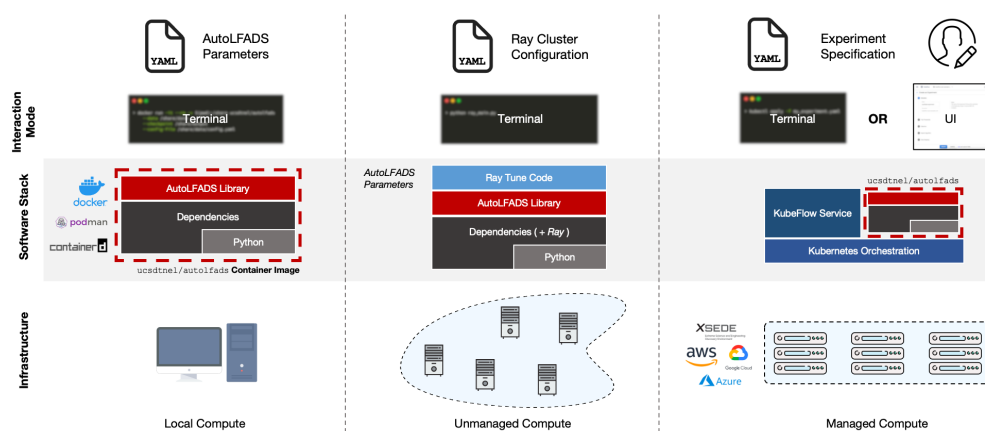 YAML
AutoLFADS
Parameters
YAML
Ray Cluster
Configuration
YAML
Experiment
Specification
Interaction
Mode
Terminal
Terminal
Terminal
OR
UI
Software Stack
docker
podman
containerd
AutoLFADS Library
Dependencies
Python
ucsdtnel/autolfads Container Image
AutoLFADS
Parameters
Ray Tune Code
AutoLFADS Library
Dependencies ( + Ray )
Python
ucsdtnel/autolfads
KubeFlow Service
Kubernetes Orchestration
Infrastructure
XSEDE
aws
Google Cloud
Azure
Local Compute
Unmanaged Compute
Managed Compute